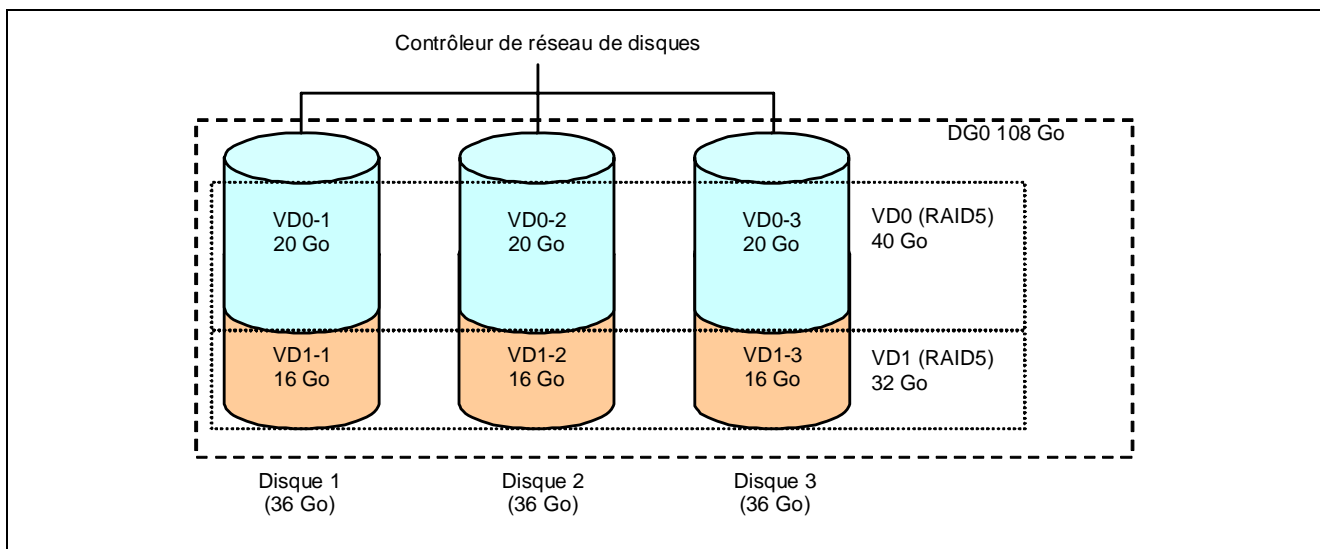 Contrôleur de réseau de disques
DG0 108 Go
VD0-1
20 Go
VD0-2
20 Go
VD0-3
20 Go
VD0 (RAID5)
40 Go
VD1-1
16 Go
VD1-2
16 Go
VD1-3
16 Go
VD1 (RAID5)
32 Go
Disque 1
(36 Go)
Disque 2
(36 Go)
Disque 3
(36 Go)